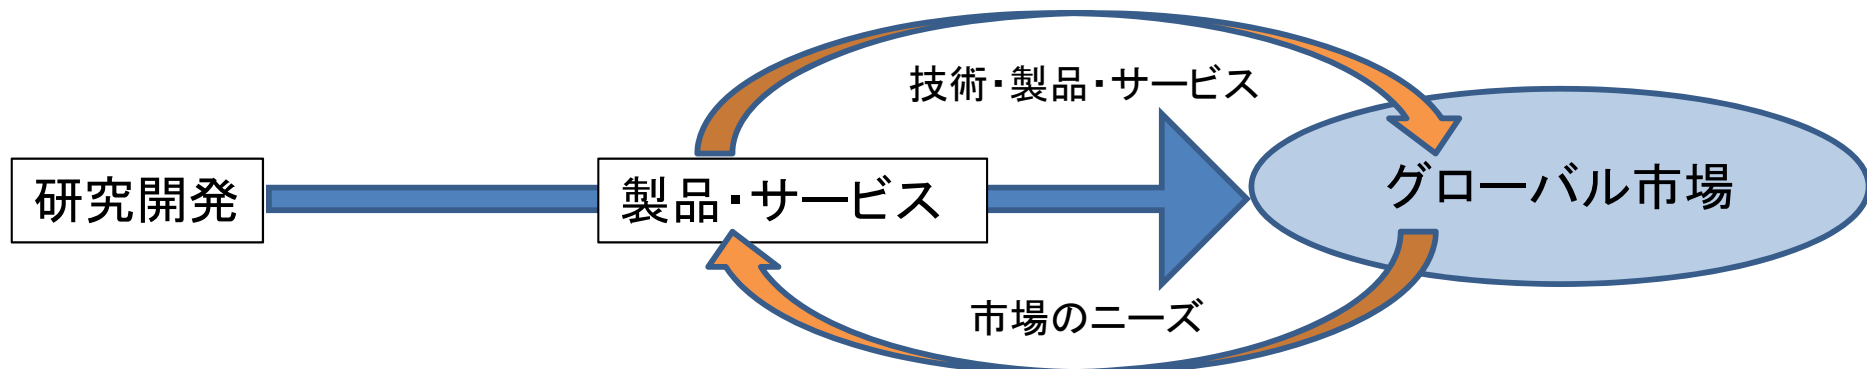 技術・製品・サービス
研究開発
製品・サービス
グローバル市場
市場のニーズ